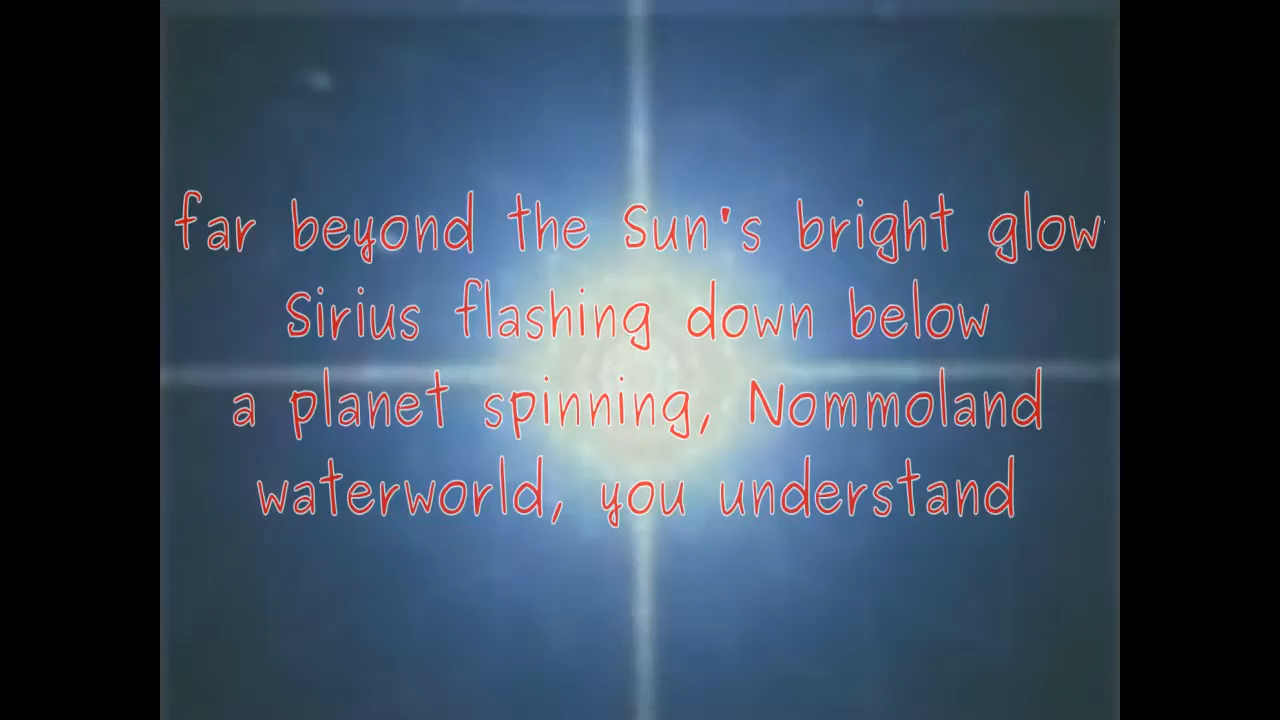 far beyond the Sun's bright glow
Sirius flashing down below
a planet spinning, Nommoland
waterworld, you understand